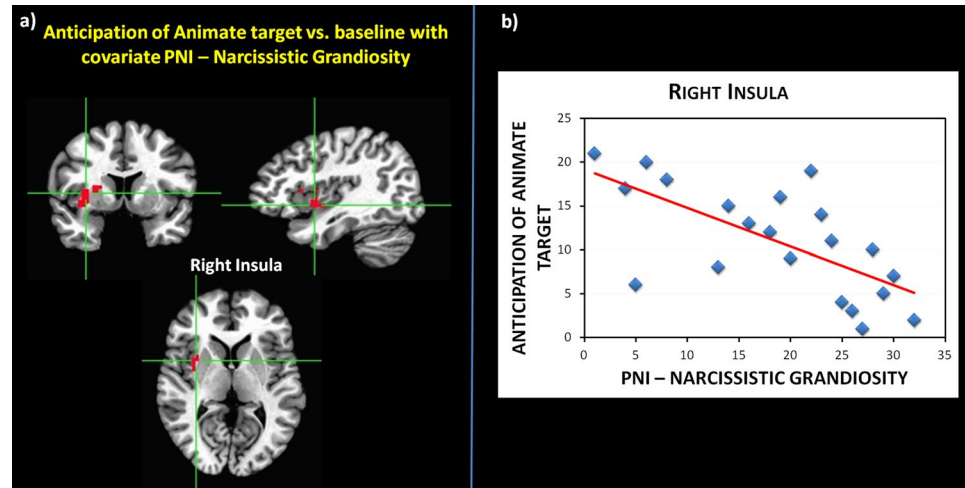 a)
Anticipation of Animate target vs. baseline with
covariate PNI – Narcissistic Grandiosity
Right Insula
b)
RIGHT INSULA
ANTICIPATION OF ANIMATE
TARGET
25
20
15
10
5
0
0 5 10 15 20 25 30 35
PNI – NARCISSISTIC GRANDIOSITY